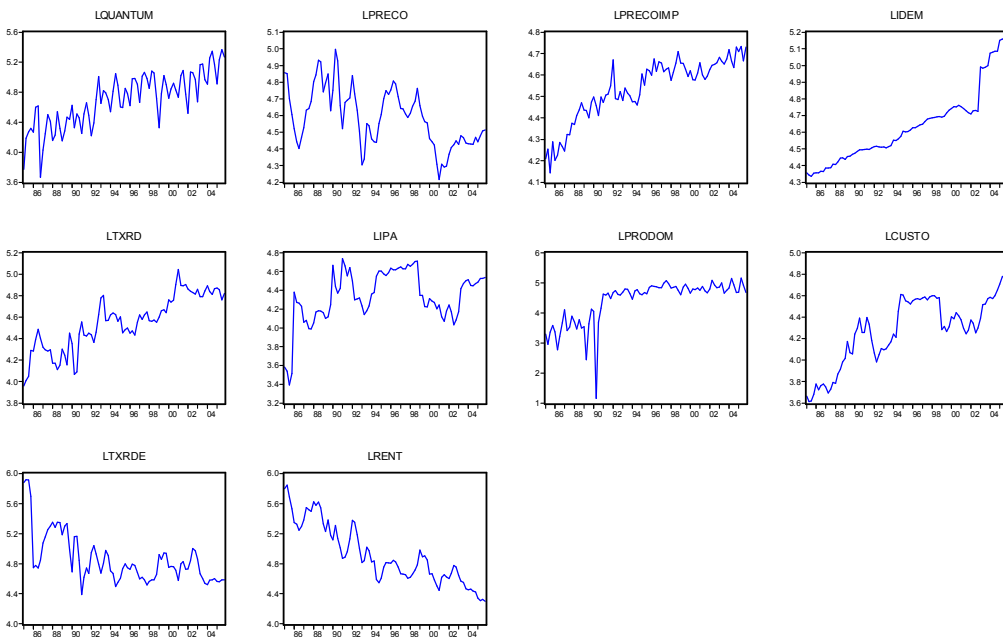 LQUANTUM LPRECO LPRECOIMP LIDEM
5.6 5.1 4.8 5.2
5.0 4.7 5.1
5.2 4.9 4.6 5.0
4.8 4.9
4.8 4.7 4.5 4.8
4.6 4.4 4.7
4.4 4.5 4.3 4.6
4.0 4.4 4.2 4.5
4.3 4.4
3.6 4.2 4.1 4.3
86 88 90 92 94 96 98 00 02 04 86 88 90 92 94 96 98 00 02 04 86 88 90 92 94 96 98 00 02 04 86 88 90 92 94 96 98 00 02 04
LTXRD LIPA LPRODOM LCUSTO
5.2 4.8 6 5.0
5.0 4.6 5 4.8
4.8 4.4 4.6
4.6 4.2 4 4.4
4.4 4.0 3 4.2
4.2 3.8 4.0
4.0 3.6 2 3.8
3.4
3.8 3.2 1 3.6
86 88 90 92 94 96 98 00 02 04 86 88 90 92 94 96 98 00 02 04 86 88 90 92 94 96 98 00 02 04 86 88 90 92 94 96 98 00 02 04
LTXRDE LRENT
6.0 6.0
5.6 5.6
5.2 5.2
4.8 4.8
4.4 4.4
4.0 4.0
86 88 90 92 94 96 98 00 02 04 86 88 90 92 94 96 98 00 02 04